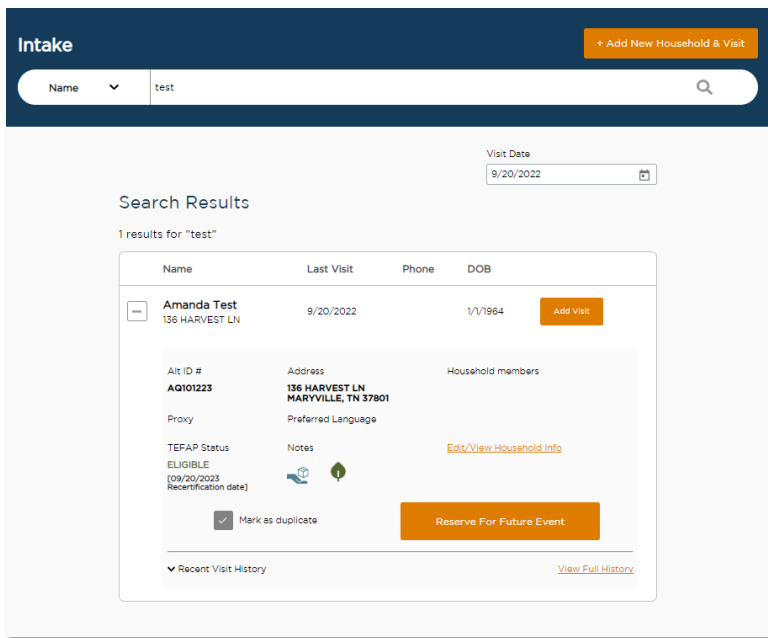 Intake
+ Add New Household & Visit
Name
test
Visit Date
9/20/2022
Search Results
1 results for "test"
Name Last Visit Phone DOB
Amanda Test
136 HARVEST LN
9/20/2022
1/1/1964
Add Visit
Alt ID #
AQ101223
Address
136 HARVEST LN
MARYVILLE, TN 37801
Household members
Proxy
Preferred Language
TEFAP Status
ELIGIBLE
[09/20/2023
Recertification date]
Notes
Edit/View Household Info
Mark as duplicate
Reserve For Future Event
Recent Visit History
View Full History